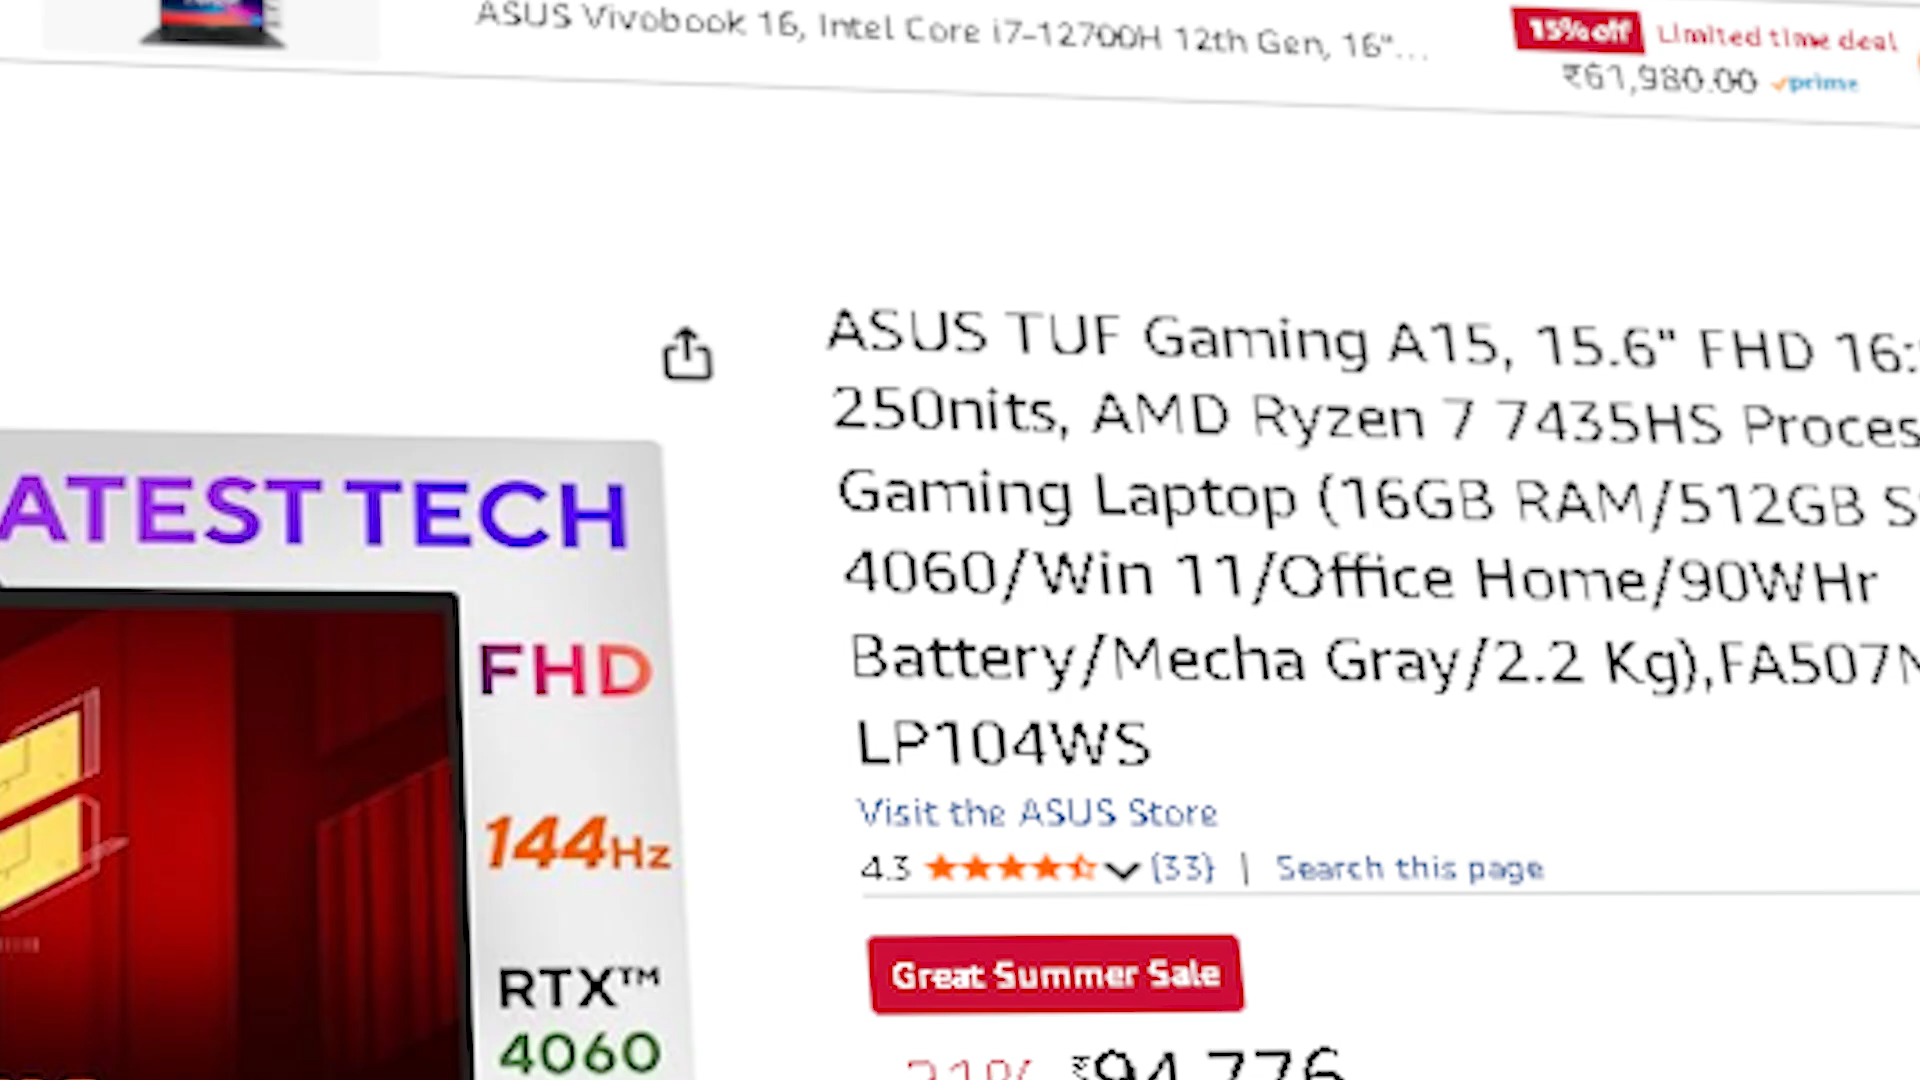 ASUS Vivobook 16, Intel Core i7-12700H 12th Gen, 16"...
15% off Limited time deal
₹61,980.00 prime
ASUS TUF Gaming A15, 15.6" FHD 16:
250nits, AMD Ryzen 7 7435HS Proces
Gaming Laptop (16GB RAM/512GB S
4060/Win 11/Office Home/90WHr
Battery/Mecha Gray/2.2 Kg),FA507N
LP104WS
Visit the ASUS Store
4.3 (33) | Search this page
Great Summer Sale
₹94,776
ATEST TECH
FHD
144Hz
RTX™
4060